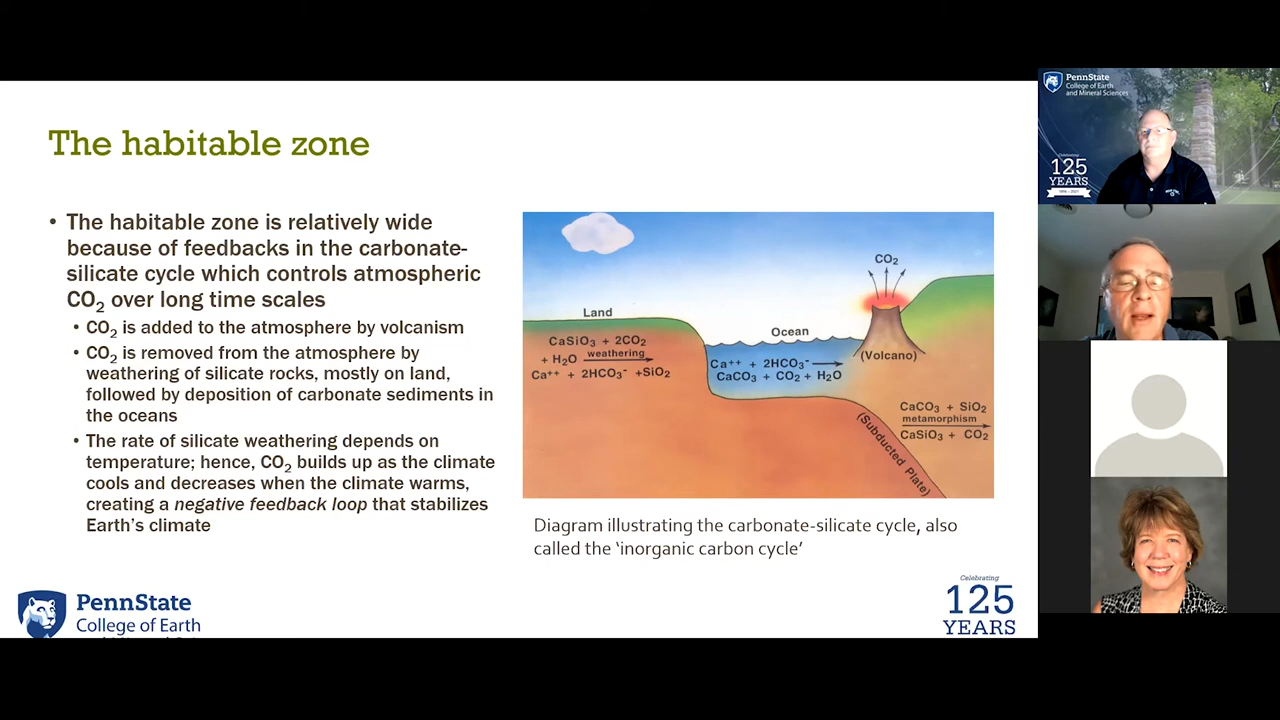 The habitable zone
• The habitable zone is relatively wide
because of feedbacks in the carbonate-
silicate cycle which controls atmospheric
CO₂ over long time scales
• CO₂ is added to the atmosphere by volcanism
• CO₂ is removed from the atmosphere by
weathering of silicate rocks, mostly on land,
followed by deposition of carbonate sediments in
the oceans
• The rate of silicate weathering depends on
temperature; hence, CO₂ builds up as the climate
cools and decreases when the climate warms,
creating a negative feedback loop that stabilizes
Earth's climate
CO₂
Land
CaSiO₃ + 2CO₂
+ H₂O weathering
Ca⁺⁺ + 2HCO₃⁻ +SiO₂
Ocean
Ca⁺⁺ + 2HCO₃⁻
CaCO₃ + CO₂ + H₂O
(Volcano)
CaCO₃ + SiO₂
metamorphism
CaSiO₃ + CO₂
(Subducted Plate)
Diagram illustrating the carbonate-silicate cycle, also
called the 'inorganic carbon cycle'
PennState
College of Earth
Celebrating
125
YEARS
PennState
College of Earth
and Mineral Sciences
Celebrating
125
YEARS